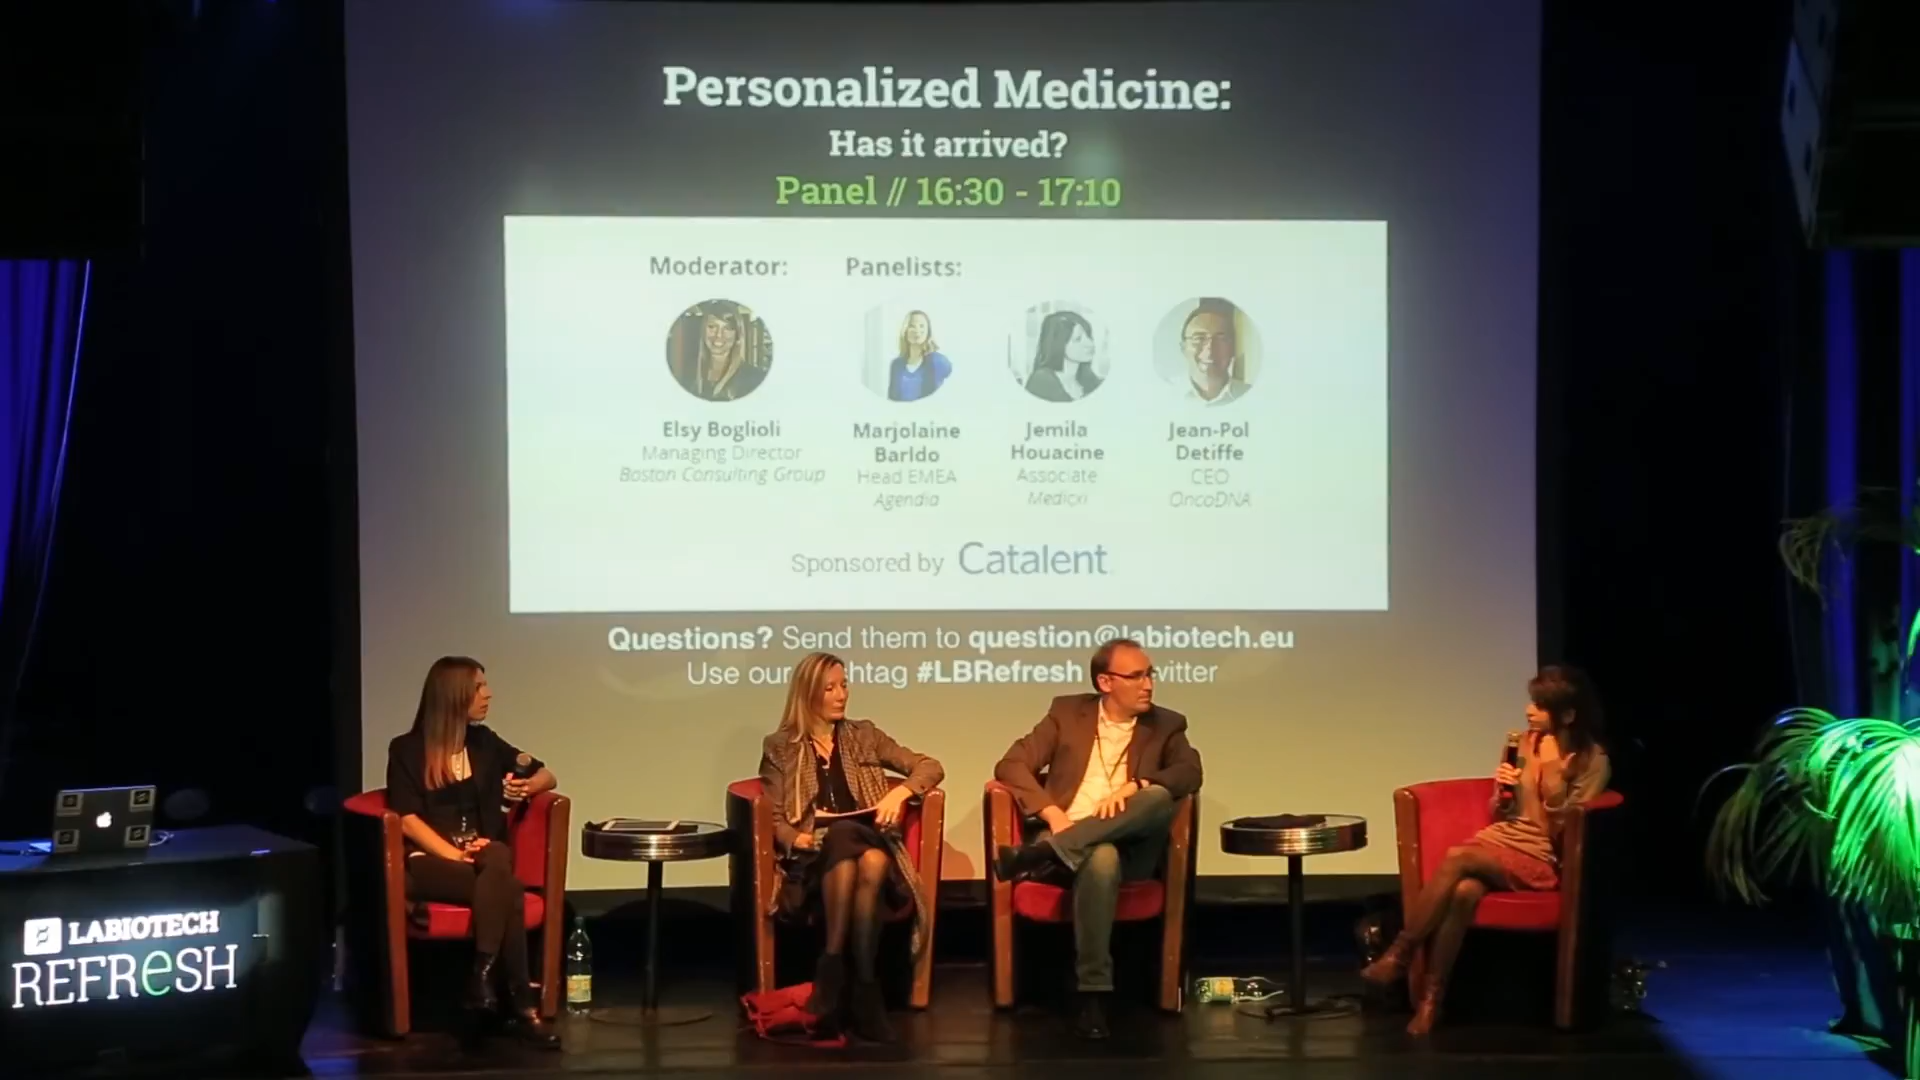 Personalized Medicine:
Has it arrived?
Panel // 16:30 - 17:10
Moderator: Panelists:
Elsy Boglioli
Managing Director
Boston Consulting Group
Marjolaine
Barldo
Head EMEA
Agendia
Jemila
Houacine
Associate
Medicxi
Jean-Pol
Detiffe
CEO
OncoDNA
Sponsored by Catalent
Questions? Send them to question@labiotech.eu
Use our htag #LBRefresh witter
LABIOTECH
REFReSH